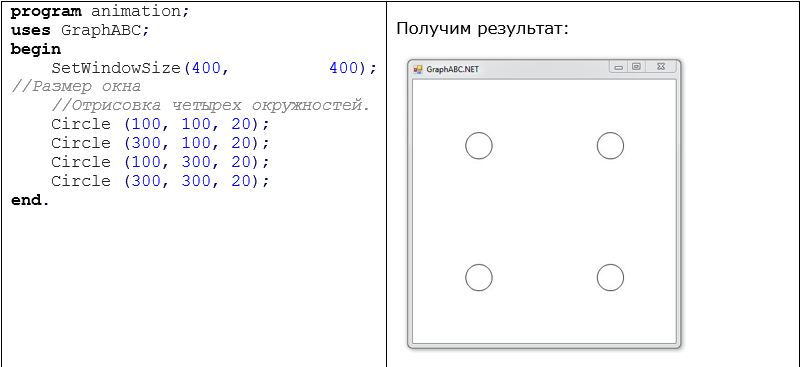 program animation;
uses GraphABC;
begin
SetWindowSize(400, 400);
//Размер окна
//Отрисовка четырех окружностей.
Circle (100, 100, 20);
Circle (300, 100, 20);
Circle (100, 300, 20);
Circle (300, 300, 20);
end.
Получим результат:
GraphABC.NET